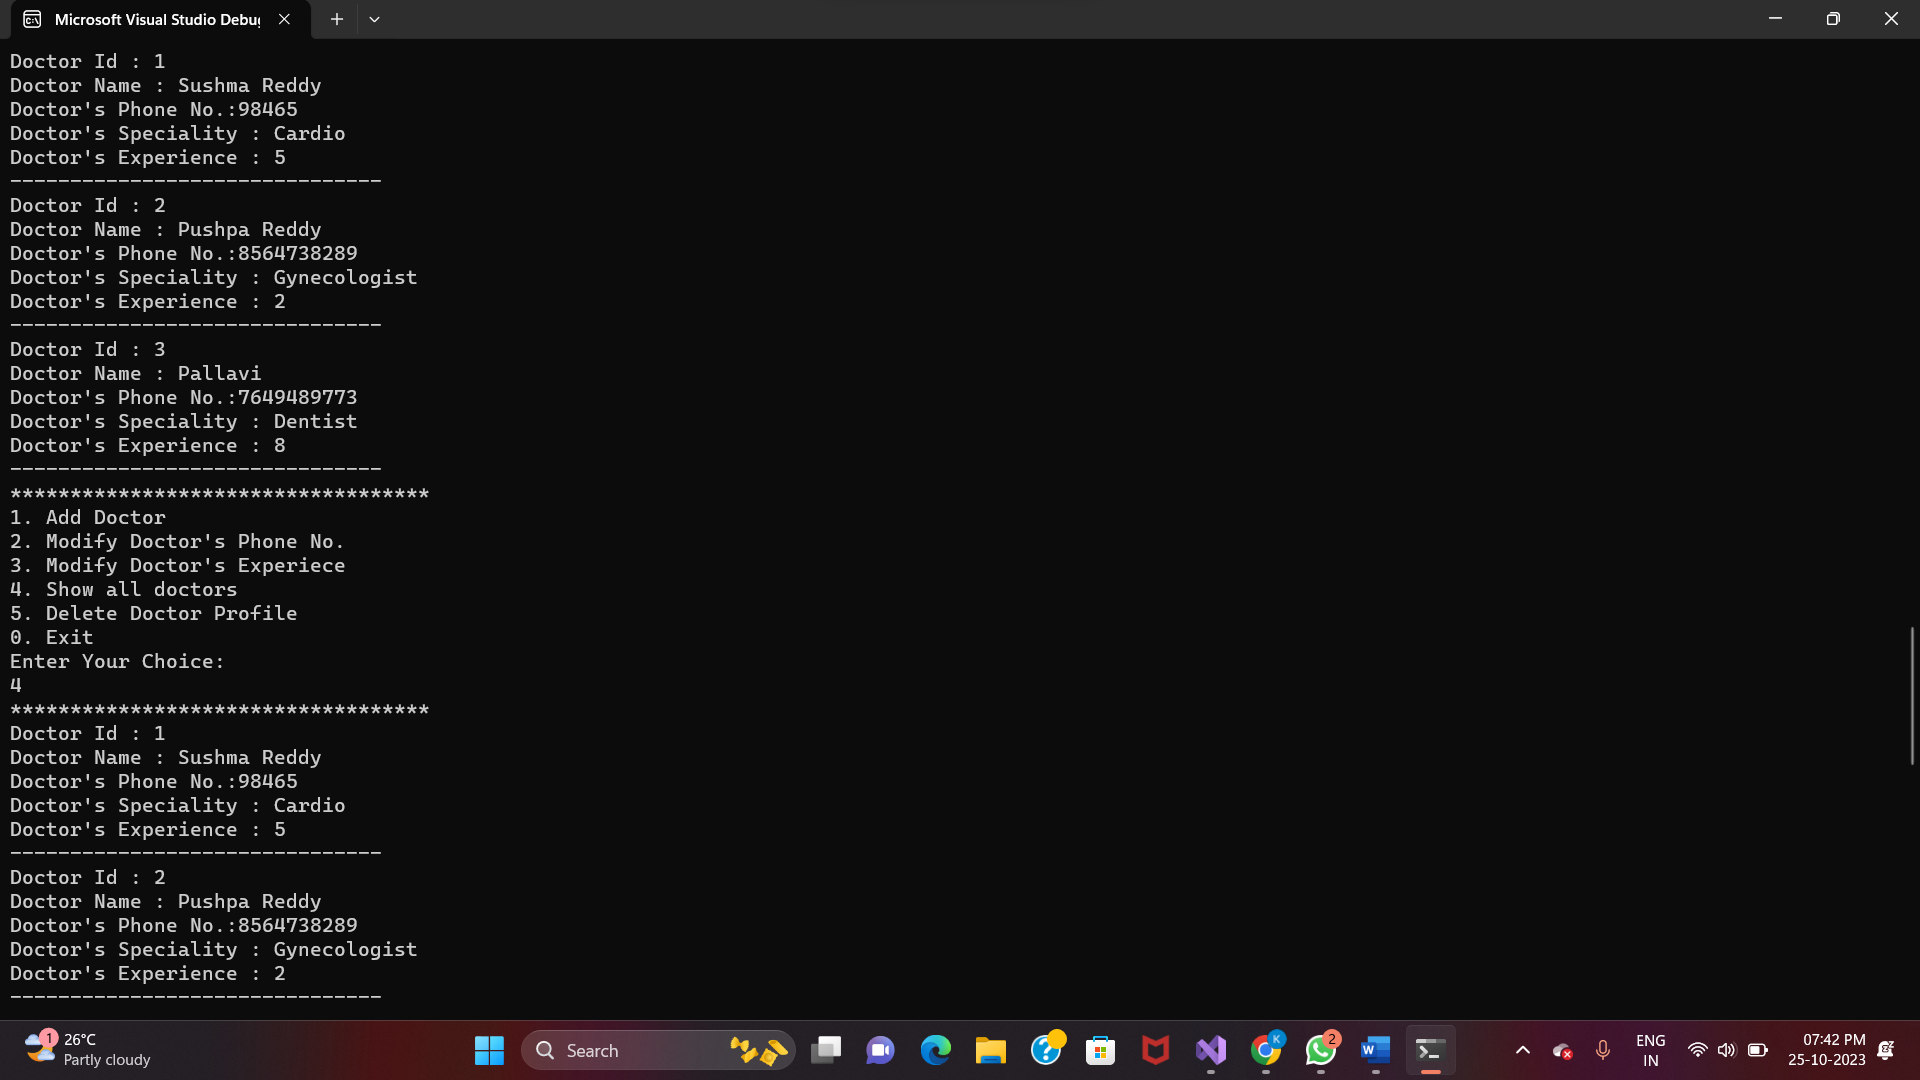 Microsoft Visual Studio Debug
Doctor Id : 1
Doctor Name : Sushma Reddy
Doctor's Phone No.:98465
Doctor's Speciality : Cardio
Doctor's Experience : 5
-------------------------------
Doctor Id : 2
Doctor Name : Pushpa Reddy
Doctor's Phone No.:8564738289
Doctor's Speciality : Gynecologist
Doctor's Experience : 2
-------------------------------
Doctor Id : 3
Doctor Name : Pallavi
Doctor's Phone No.:7649489773
Doctor's Speciality : Dentist
Doctor's Experience : 8
-------------------------------
***********************************
1. Add Doctor
2. Modify Doctor's Phone No.
3. Modify Doctor's Experiece
4. Show all doctors
5. Delete Doctor Profile
0. Exit
Enter Your Choice:
4
***********************************
Doctor Id : 1
Doctor Name : Sushma Reddy
Doctor's Phone No.:98465
Doctor's Speciality : Cardio
Doctor's Experience : 5
-------------------------------
Doctor Id : 2
Doctor Name : Pushpa Reddy
Doctor's Phone No.:8564738289
Doctor's Speciality : Gynecologist
Doctor's Experience : 2
-------------------------------
1
26°C
Partly cloudy
Search
K
2
W
ENG
IN
07:42 PM
25-10-2023